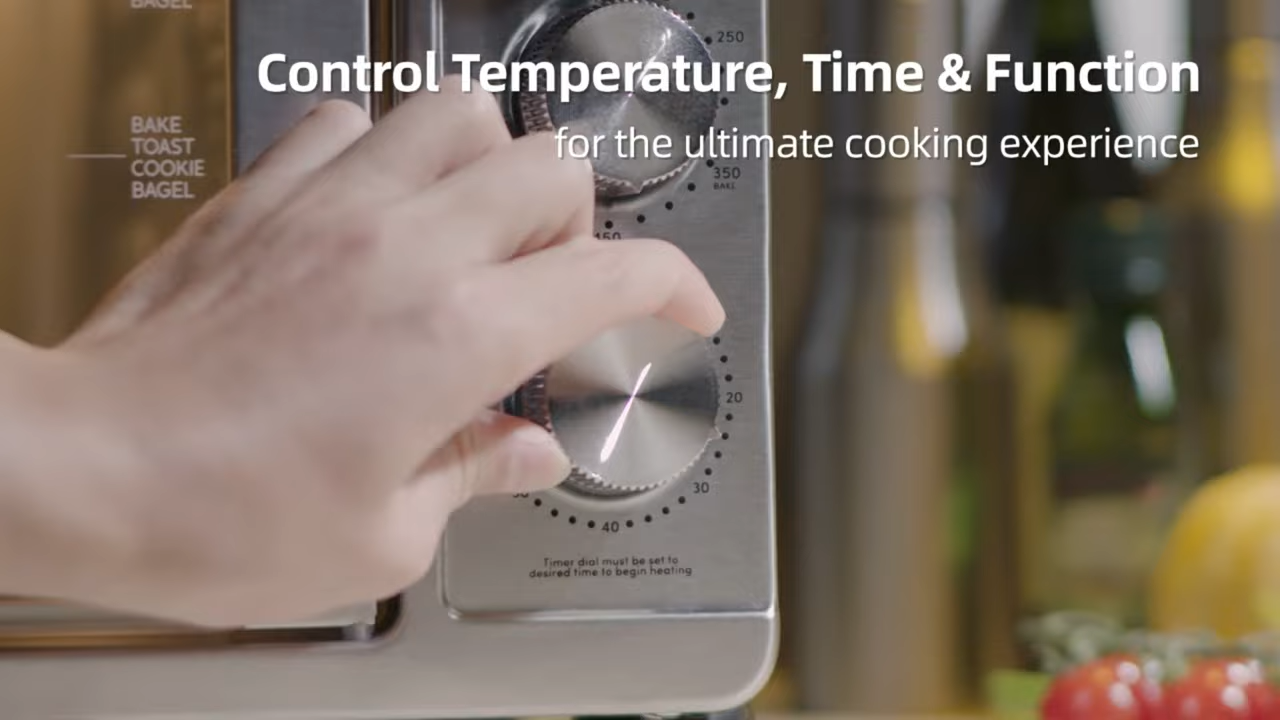 BAGEL
250
Control Temperature, Time & Function
BAKE
TOAST
COOKIE
BAGEL
for the ultimate cooking experience
350
BAKE
150
20
30
40
Timer dial must be set to
desired time to begin heating